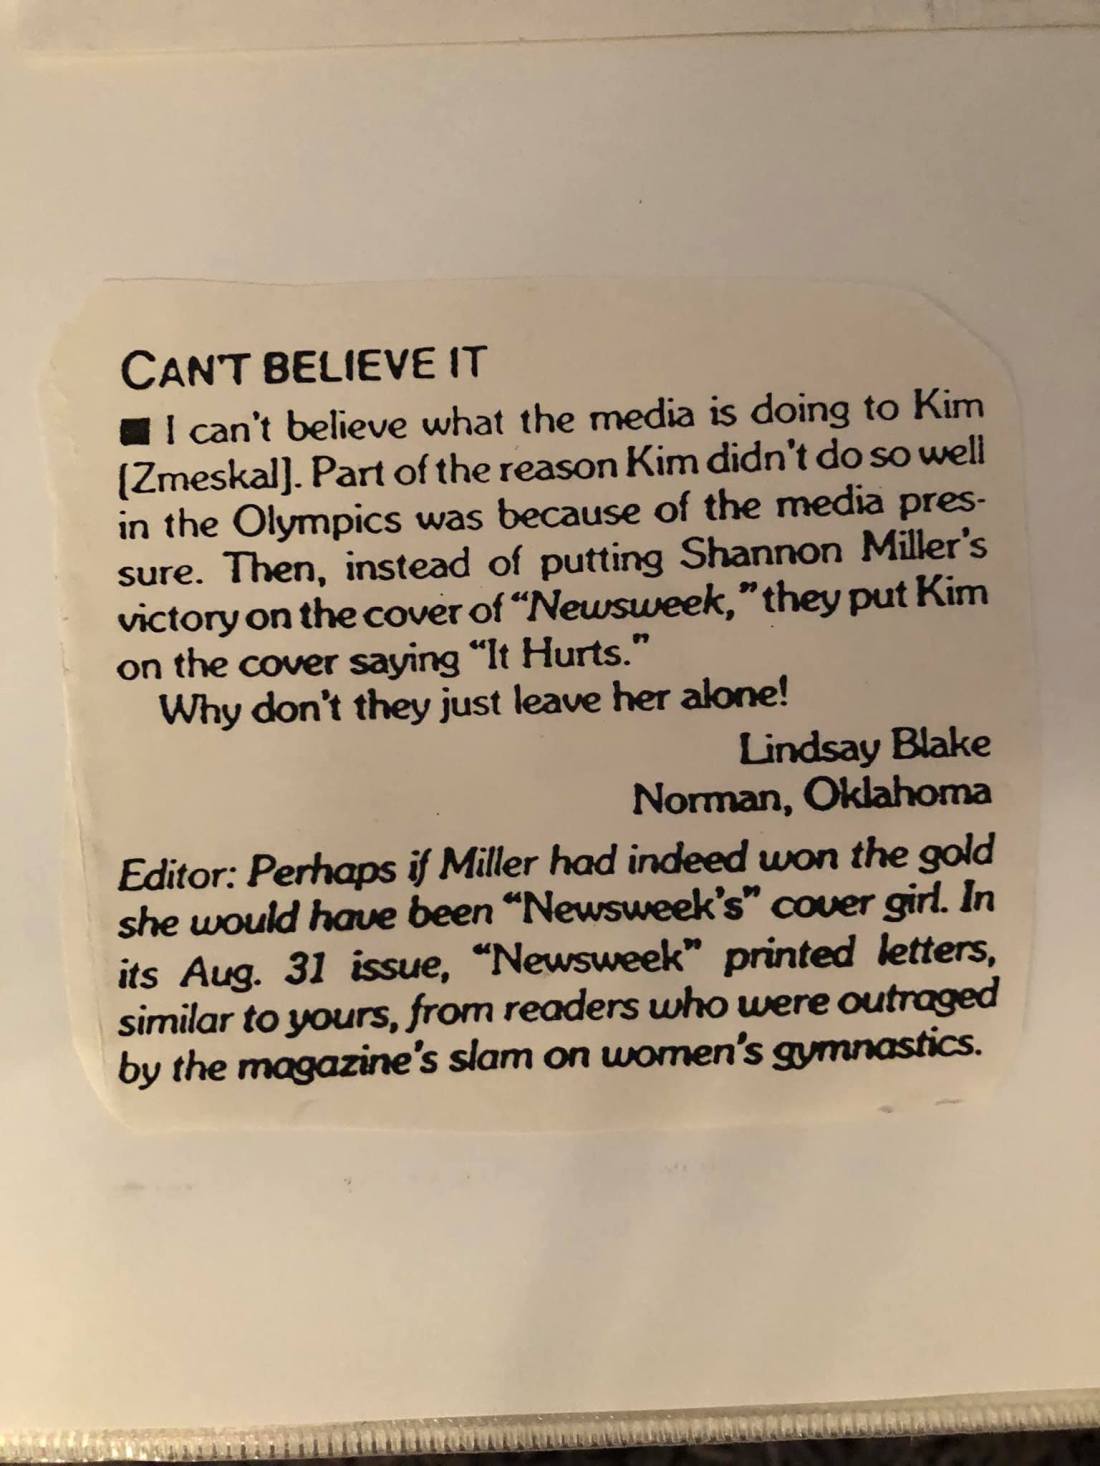 CAN'T BELIEVE IT
■ I can't believe what the media is doing to Kim
[Zmeskal]. Part of the reason Kim didn't do so well
in the Olympics was because of the media pres-
sure. Then, instead of putting Shannon Miller's
victory on the cover of “Newsweek,” they put Kim
on the cover saying “It Hurts.”
Why don't they just leave her alone!
Lindsay Blake
Norman, Oklahoma
Editor: Perhaps if Miller had indeed won the gold
she would have been “Newsweek's” cover girl. In
its Aug. 31 issue, “Newsweek” printed letters,
similar to yours, from readers who were outraged
by the magazine's slam on women's gymnastics.